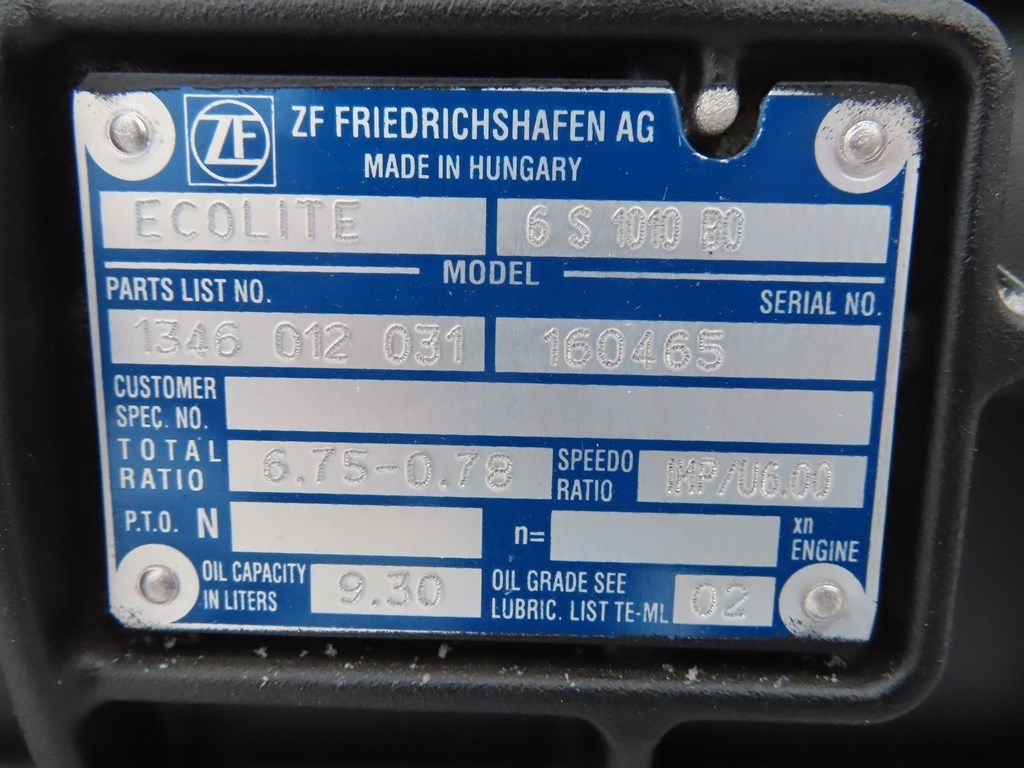 ZF ZF FRIEDRICHSHAFEN AG
MADE IN HUNGARY
ECOLITE 6 S 1010 BO
MODEL
PARTS LIST NO. SERIAL NO.
1346 012 031 160465
CUSTOMER
SPEC. NO.
TOTAL
RATIO 6.75-0.78 SPEEDO
RATIO IMP/U6.00
P.T.O. N n= xn
ENGINE
OIL CAPACITY
IN LITERS 9.30 OIL GRADE SEE
LUBRIC. LIST TE-ML 02